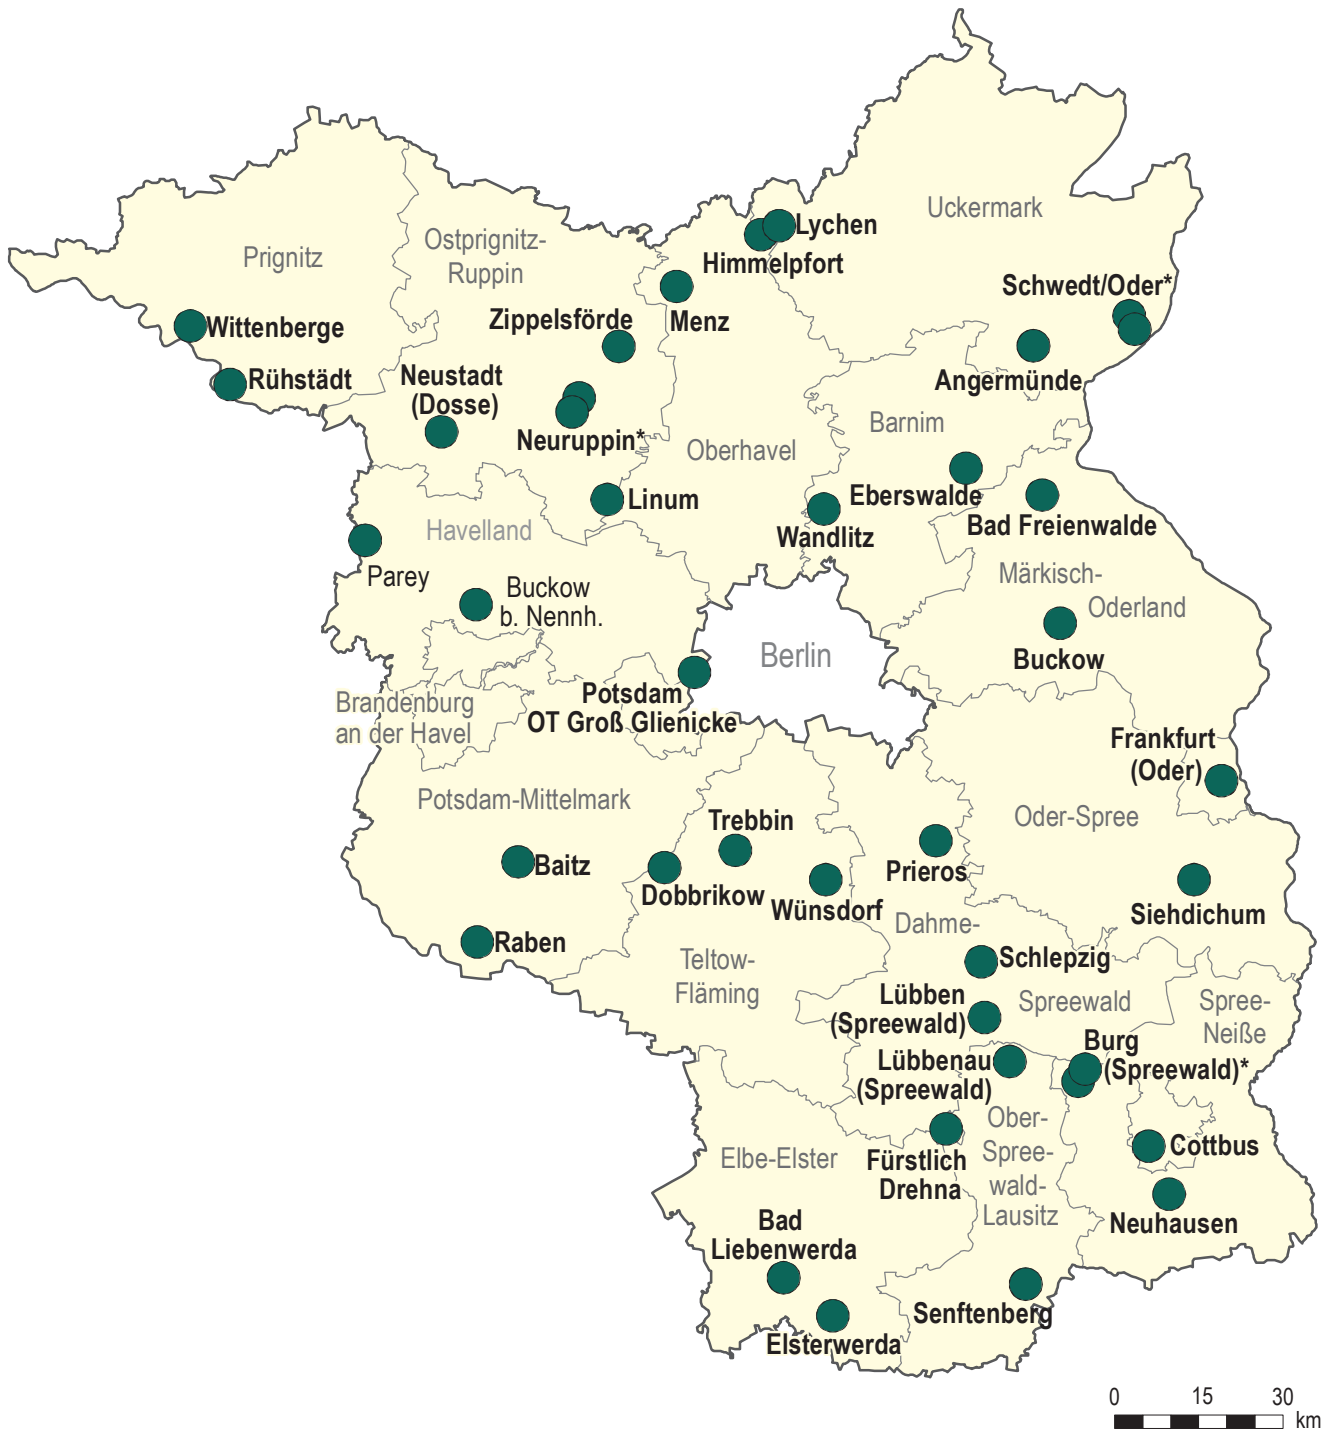 Uckermark
Lychen
Himmelpfort
Ostprignitz-
Ruppin
Prignitz
Schwedt/Oder*
Menz
Zippelsförde
Wittenberge
Rühstädt
Neustadt
(Dosse)
Angermünde
Barnim
Neuruppin*
Oberhavel
Eberswalde
Linum
Bad Freienwalde
Havelland
Wandlitz
Parey
Märkisch-
Oderland
Buckow
b. Nennh.
Berlin
Buckow
Potsdam
OT Groß Glienicke
Brandenburg
an der Havel
Frankfurt
(Oder)
Potsdam-Mittelmark
Oder-Spree
Trebbin
Baitz
Dobbrikow
Prieros
Wünsdorf
Siehdichum
Dahme-
Raben
Schlepzig
Teltow-
Fläming
Lübben
(Spreewald)
Spreewald
Spree-
Neiße
Burg
(Spreewald)*
Lübbenau
(Spreewald)
Ober-
Spree-
wald-
Lausitz
Cottbus
Elbe-Elster
Fürstlich
Drehna
Neuhausen
Bad
Liebenwerda
Senftenberg
Elsterwerda
0 15 30
km